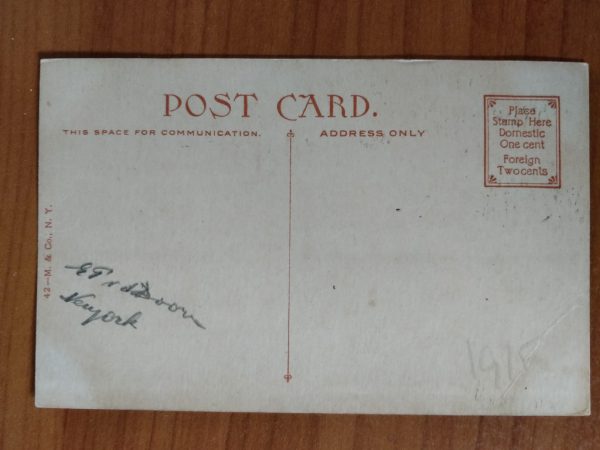 POST CARD.
THIS SPACE FOR COMMUNICATION.
ADDRESS ONLY
Place
Stamp Here
Domestic
One cent
Foreign
Two cents
42—M. & Co., N. Y.
Newyork